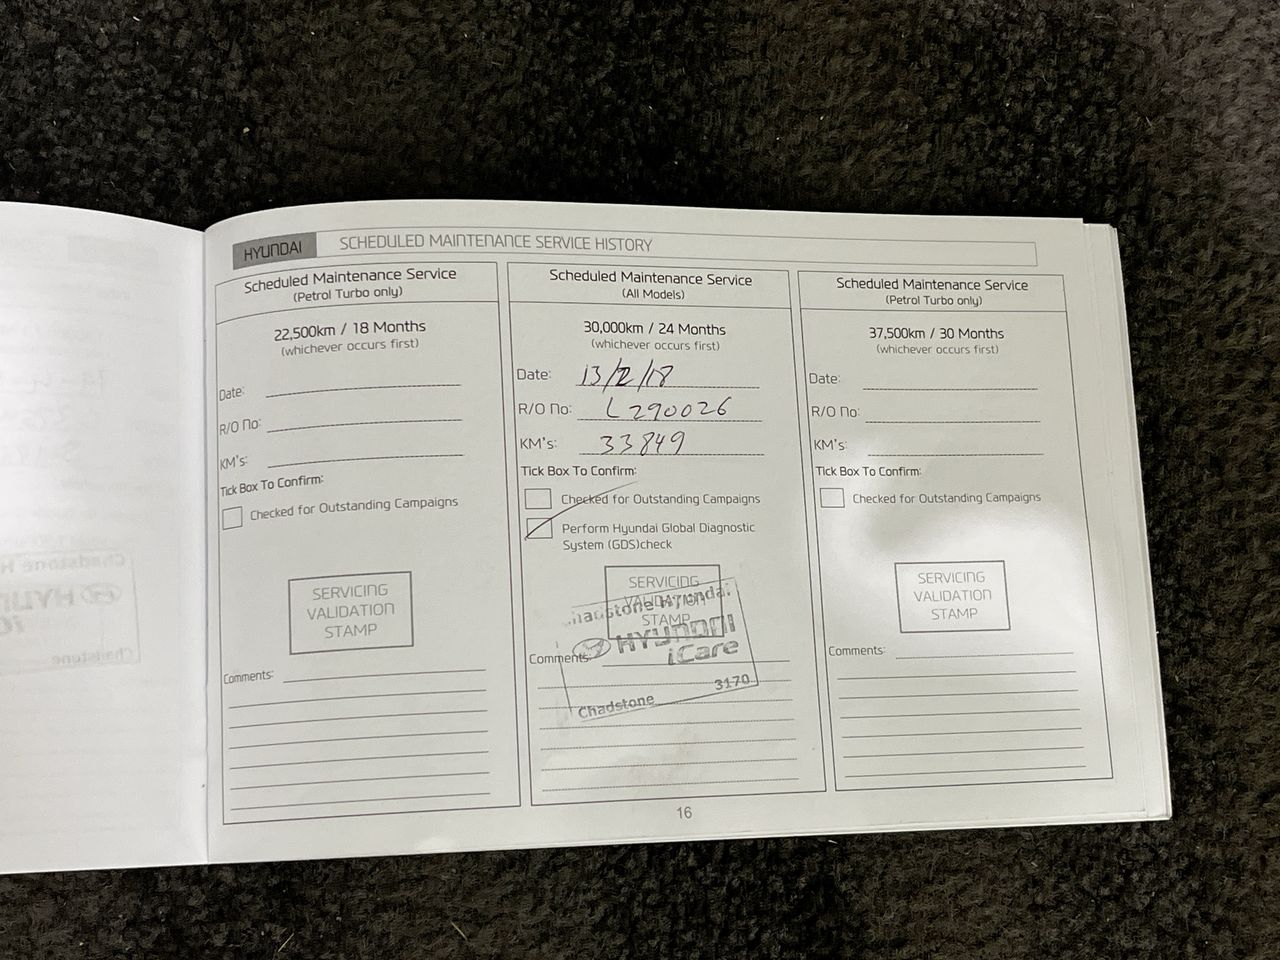 HYUNDAI SCHEDULED MAINTENANCE SERVICE HISTORY
Scheduled Maintenance Service
(Petrol Turbo only)
22,500km / 18 Months
(whichever occurs first)
Date:
R/O No:
KM's:
Tick Box To Confirm:
Checked for Outstanding Campaigns
SERVICING
VALIDATION
STAMP
Comments:
Scheduled Maintenance Service
(All Models)
30,000km / 24 Months
(whichever occurs first)
Date: 13/2/18
R/O No: L290026
KM's: 33849
Tick Box To Confirm:
Checked for Outstanding Campaigns
Perform Hyundai Global Diagnostic
System (GDS)check
SERVICING
VALIDATION
STAMP
Hyundai
HYUNDAI
iCare
Comments:
Chadstone 3170
Scheduled Maintenance Service
(Petrol Turbo only)
37,500km / 30 Months
(whichever occurs first)
Date:
R/O No:
KM's:
Tick Box To Confirm:
Checked for Outstanding Campaigns
SERVICING
VALIDATION
STAMP
Comments:
16